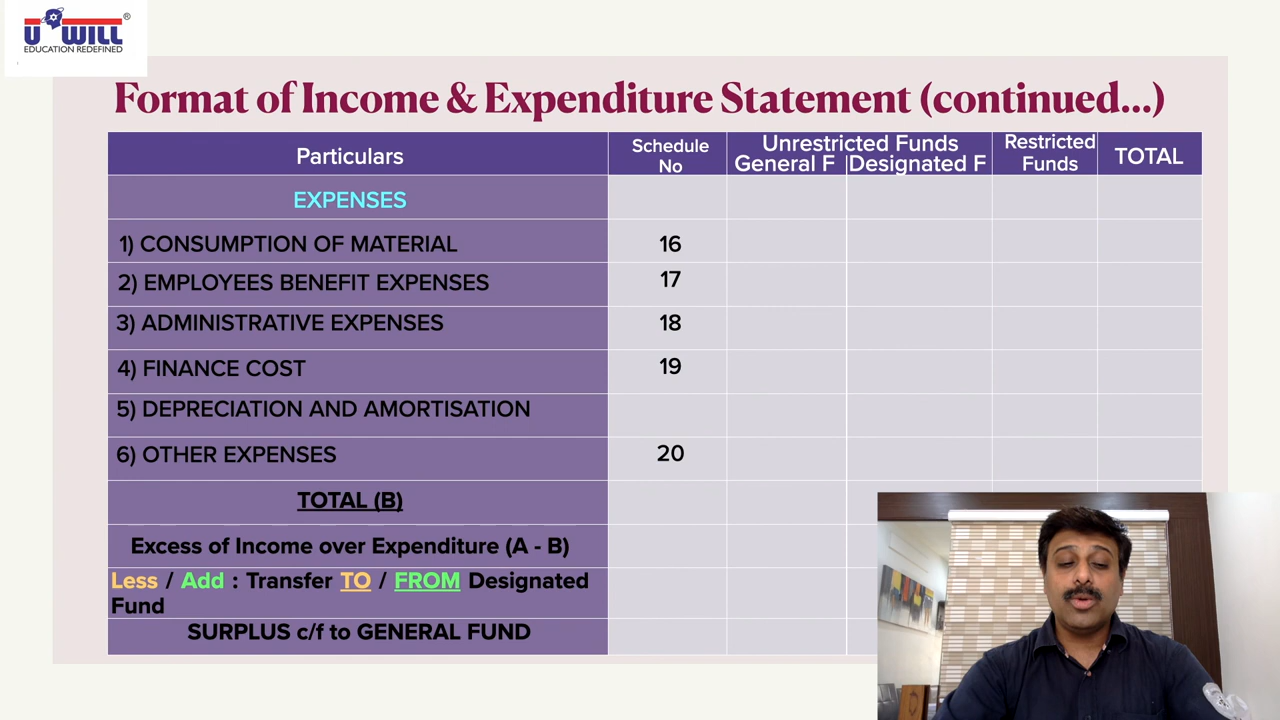 U WILL ®
EDUCATION REDEFINED
Format of Income & Expenditure Statement (continued...)
Particulars
Schedule
No
Unrestricted Funds
General F
Designated F
Restricted
Funds
TOTAL
EXPENSES
1) CONSUMPTION OF MATERIAL
16
2) EMPLOYEES BENEFIT EXPENSES
17
3) ADMINISTRATIVE EXPENSES
18
4) FINANCE COST
19
5) DEPRECIATION AND AMORTISATION
6) OTHER EXPENSES
20
TOTAL (B)
Excess of Income over Expenditure (A - B)
Less / Add : Transfer TO / FROM Designated
Fund
SURPLUS c/f to GENERAL FUND